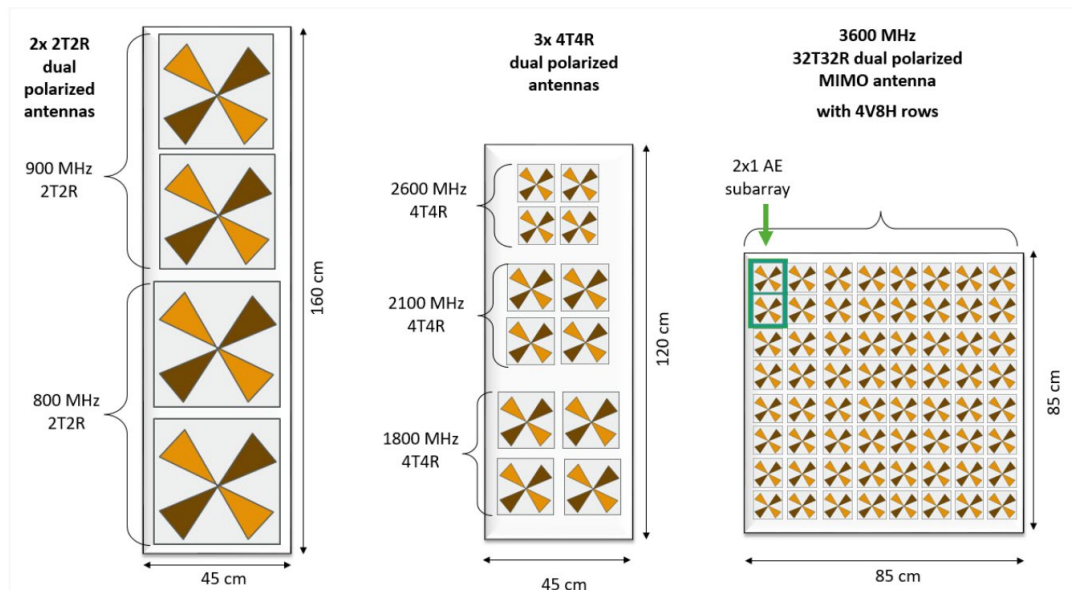 2x 2T2R
dual
polarized
antennas
900 MHz
2T2R
800 MHz
2T2R
160 cm
45 cm
3x 4T4R
dual polarized
antennas
2600 MHz
4T4R
2100 MHz
4T4R
1800 MHz
4T4R
120 cm
45 cm
3600 MHz
32T32R dual polarized
MIMO antenna
with 4V8H rows
2x1 AE
subarray
85 cm
85 cm